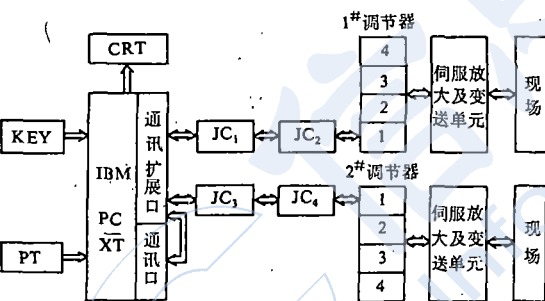 1#调节器
CRT
KEY
PT
IBM
PC
XT
通讯扩展口
通讯口
JC₁
JC₂
4
3
2
1
伺服放
大及变
送单元
现场
2#调节器
JC₃
JC₄
1
2
3
4
伺服放
大及变
送单元
现场